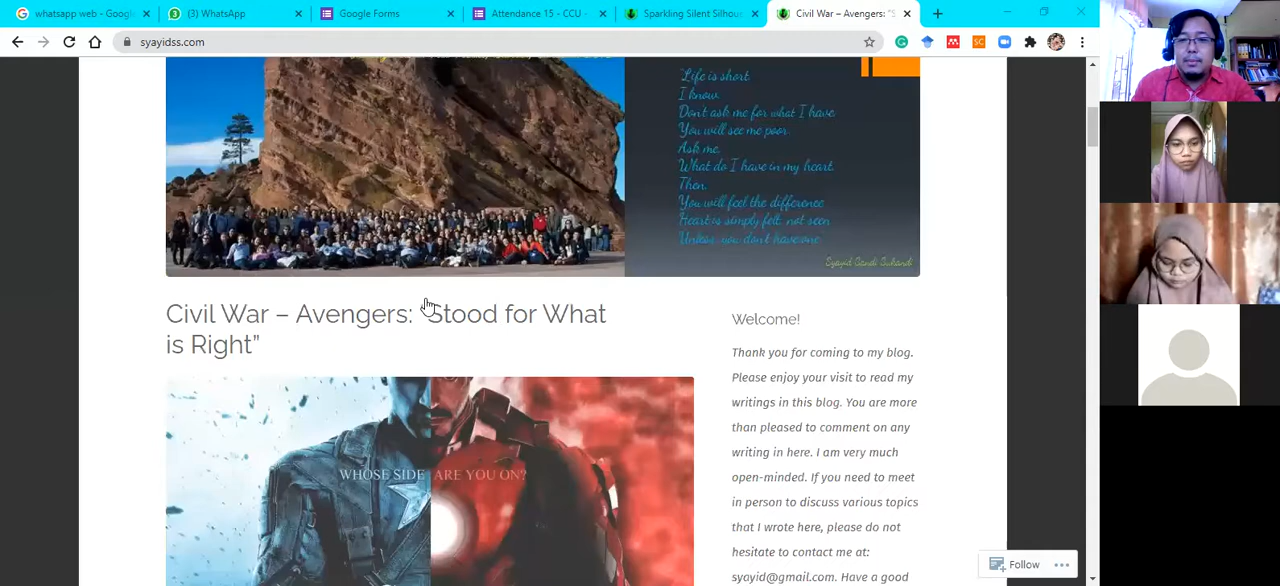 whatsapp web - Googl
(3) WhatsApp
Google Forms
Attendance 15 - CCU -
Sparkling Silent Silhou
Civil War – Avengers: "S
syayidss.com
"Life is short.
I know.
Don't ask me for what I have.
You will see me poor.
Ask me.
What do I have in my heart.
Then,
You will feel the difference
Heart is simply felt, not seen
Unless, you don't have one.
Syayid Sandi Sukandi
Civil War – Avengers: "Stood for What
is Right"
WHOSE SIDE ARE YOU ON?
Welcome!
Thank you for coming to my blog.
Please enjoy your visit to read my
writings in this blog. You are more
than pleased to comment on any
writing in here. I am very much
open-minded. If you need to meet
in person to discuss various topics
that I wrote here, please do not
hesitate to contact me at:
syayid@gmail.com. Have a good
Follow